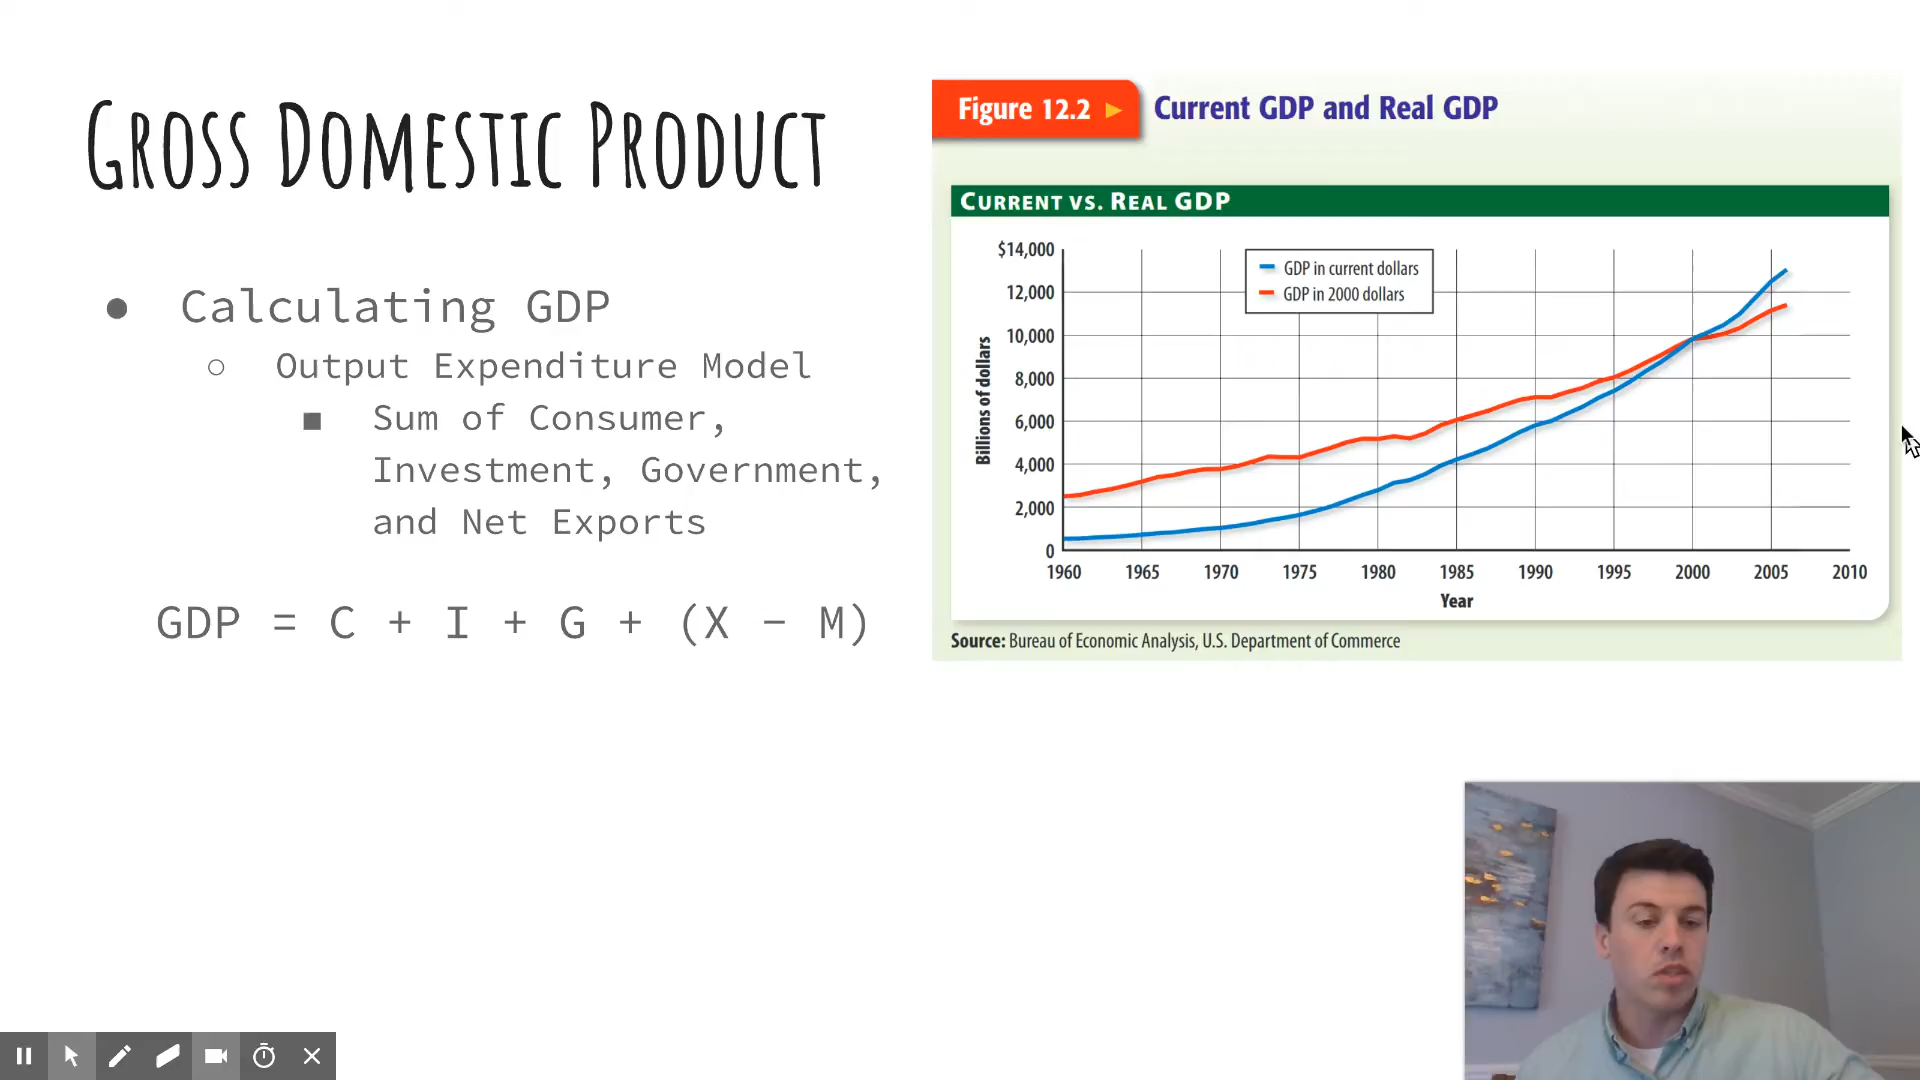 GROSS DOMESTIC PRODUCT
● Calculating GDP
○ Output Expenditure Model
■ Sum of Consumer,
Investment, Government,
and Net Exports
GDP = C + I + G + (X − M)
Figure 12.2 ► Current GDP and Real GDP
CURRENT VS. REAL GDP
$14,000
12,000
10,000
8,000
6,000
4,000
2,000
0
Billions of dollars
GDP in current dollars
GDP in 2000 dollars
1960 1965 1970 1975 1980 1985 1990 1995 2000 2005 2010
Year
Source: Bureau of Economic Analysis, U.S. Department of Commerce